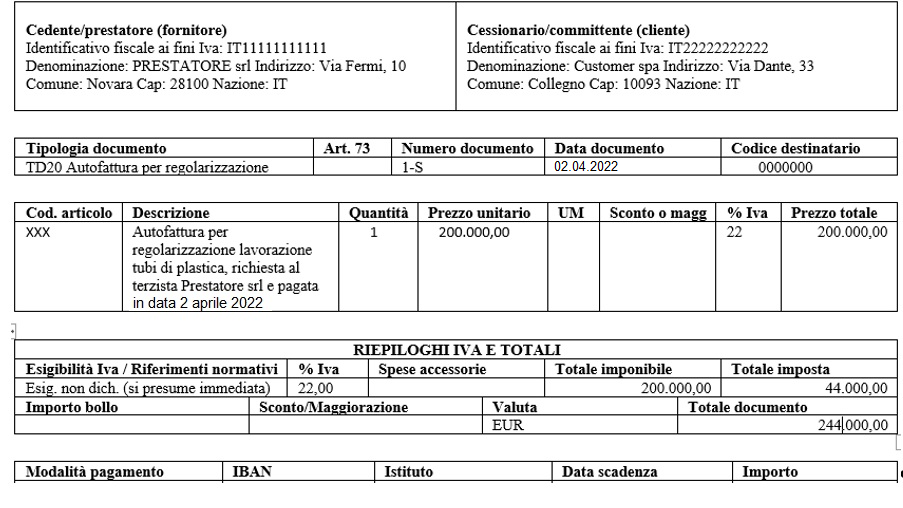 Cedente/prestatore (fornitore)
Identificativo fiscale ai fini Iva: IT11111111111
Denominazione: PRESTATORE srl Indirizzo: Via Fermi, 10
Comune: Novara Cap: 28100 Nazione: IT
Cessionario/committente (cliente)
Identificativo fiscale ai fini Iva: IT22222222222
Denominazione: Customer spa Indirizzo: Via Dante, 33
Comune: Collegno Cap: 10093 Nazione: IT
Tipologia documento Art. 73 Numero documento Data documento Codice destinatario
TD20 Autofattura per regolarizzazione 1-S 02.04.2022 0000000
Cod. articolo Descrizione Quantità Prezzo unitario UM Sconto o magg % Iva Prezzo totale
XXX Autofattura per 1 200.000,00 22 200.000,00
regolarizzazione lavorazione
tubi di plastica, richiesta al
terzista Prestatore srl e pagata
in data 2 aprile 2022
RIEPILOGHI IVA E TOTALI
Esigibilità Iva / Riferimenti normativi % Iva Spese accessorie Totale imponibile Totale imposta
Esig. non dich. (si presume immediata) 22,00 200.000,00 44.000,00
Importo bollo Sconto/Maggiorazione Valuta Totale documento
EUR 244.000,00
Modalità pagamento IBAN Istituto Data scadenza Importo